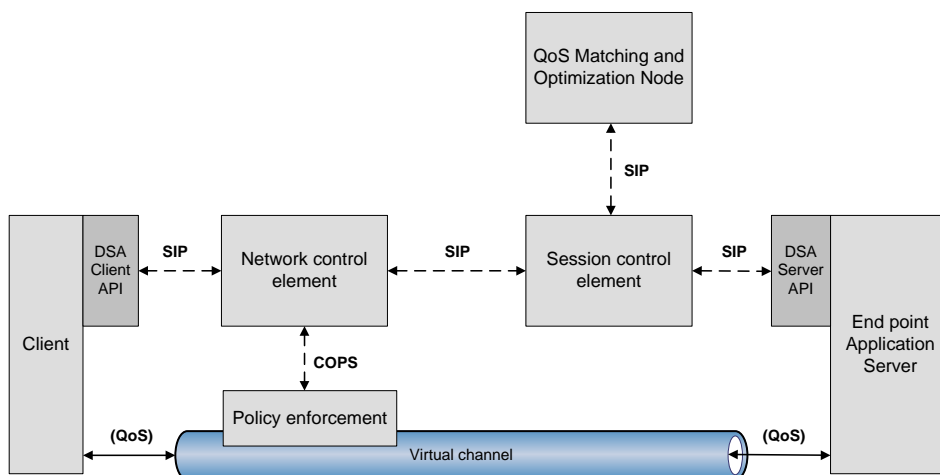 QoS Matching and
Optimization Node
SIP
DSA
Client
API
SIP
Network control
element
SIP
Session control
element
SIP
DSA
Server
API
Client
COPS
End point
Application
Server
Policy enforcement
(QoS)
Virtual channel
(QoS)